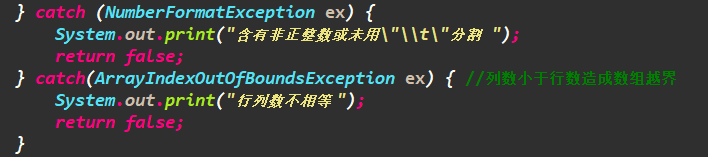 } catch (NumberFormatException ex) {
System.out.print("含有非正整数或未用\"\\t\"分割 ");
return false;
} catch(ArrayIndexOutOfBoundsException ex) { //列数小于行数造成数组越界
System.out.print("行列数不相等 ");
return false;
}